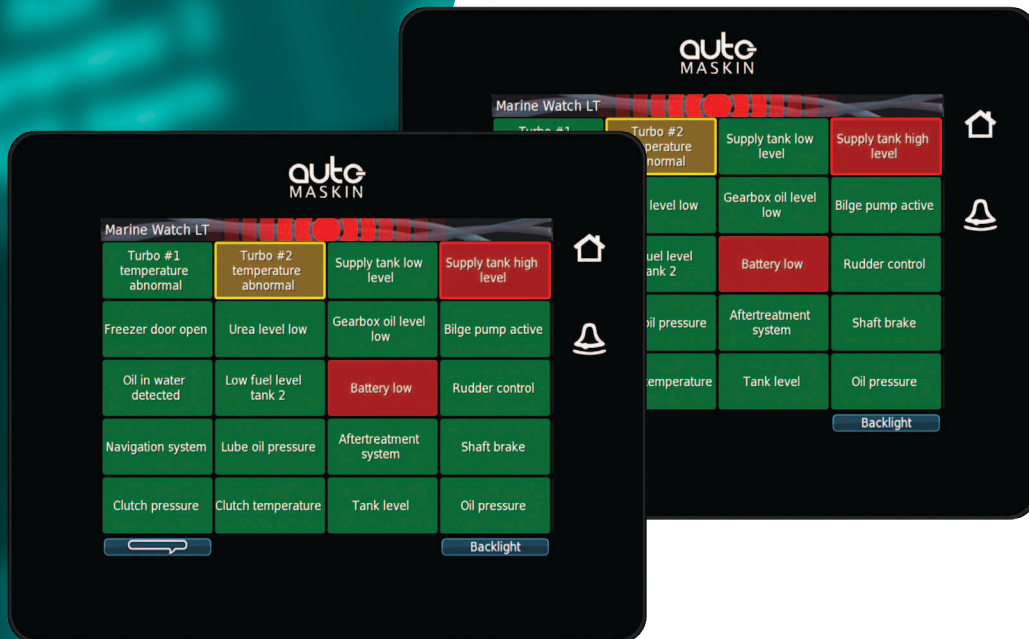 auto
MASKIN
Marine Watch LT
Turbo #1
temperature
abnormal
Turbo #2
temperature
abnormal
Supply tank low
level
Supply tank high
level
Freezer door open
Urea level low
Gearbox oil level
low
Bilge pump active
Oil in water
detected
Low fuel level
tank 2
Battery low
Rudder control
Navigation system
Lube oil pressure
Aftertreatment
system
Shaft brake
Clutch pressure
Clutch temperature
Tank level
Oil pressure
Backlight
auto
MASKIN
Marine Watch LT
Turbo #2
Supply tank low
level
Supply tank high
level
level low
Gearbox oil level
low
Bilge pump active
Battery low
Rudder control
oil pressure
Aftertreatment
system
Shaft brake
temperature
Tank level
Oil pressure
Backlight